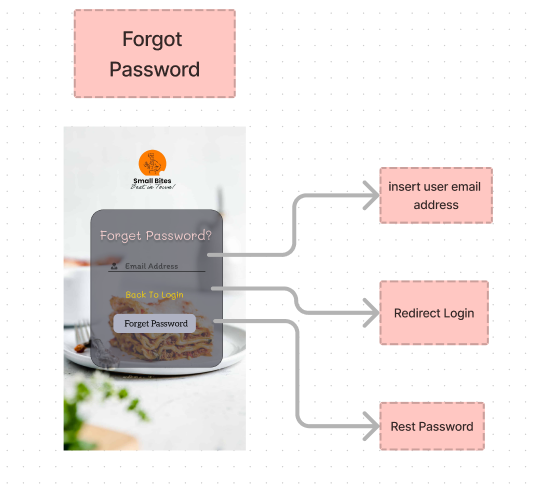 Forgot
Password
Small Bites
Best in Town!
insert user email
address
Forget Password?
Email Address
Back To Login
Redirect Login
Forget Password
Rest Password